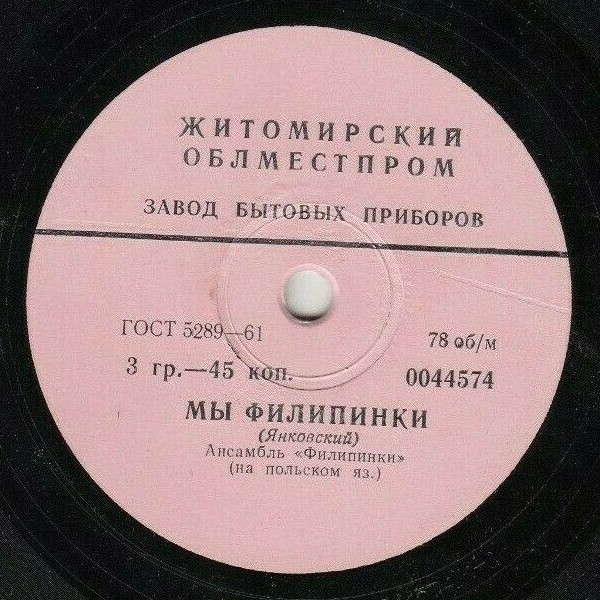 ЖИТОМИРСКИЙ
ОБЛМЕСТПРОМ
ЗАВОД БЫТОВЫХ ПРИБОРОВ
ГОСТ 5289—61 78 об/м
3 гр.—45 коп. 0044574
МЫ ФИЛИПИНКИ
(Янковский)
Ансамбль «Филипинки»
(на польском яз.)